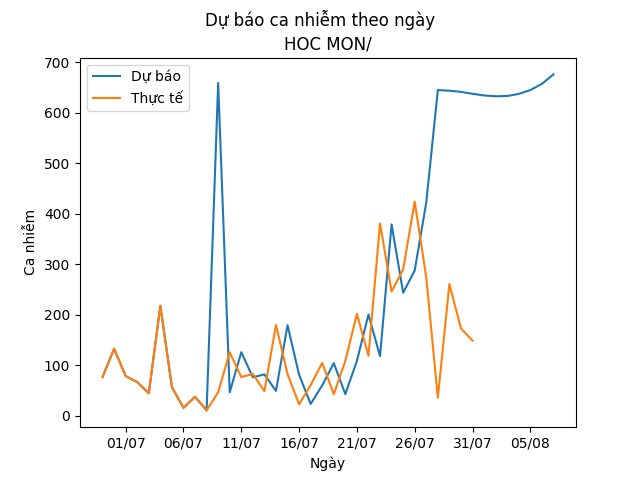 Dự báo ca nhiễm theo ngày
HOC MON/
Dự báo
Thực tế
Ca nhiễm
700
600
500
400
300
200
100
0
01/07 06/07 11/07 16/07 21/07 26/07 31/07 05/08
Ngày